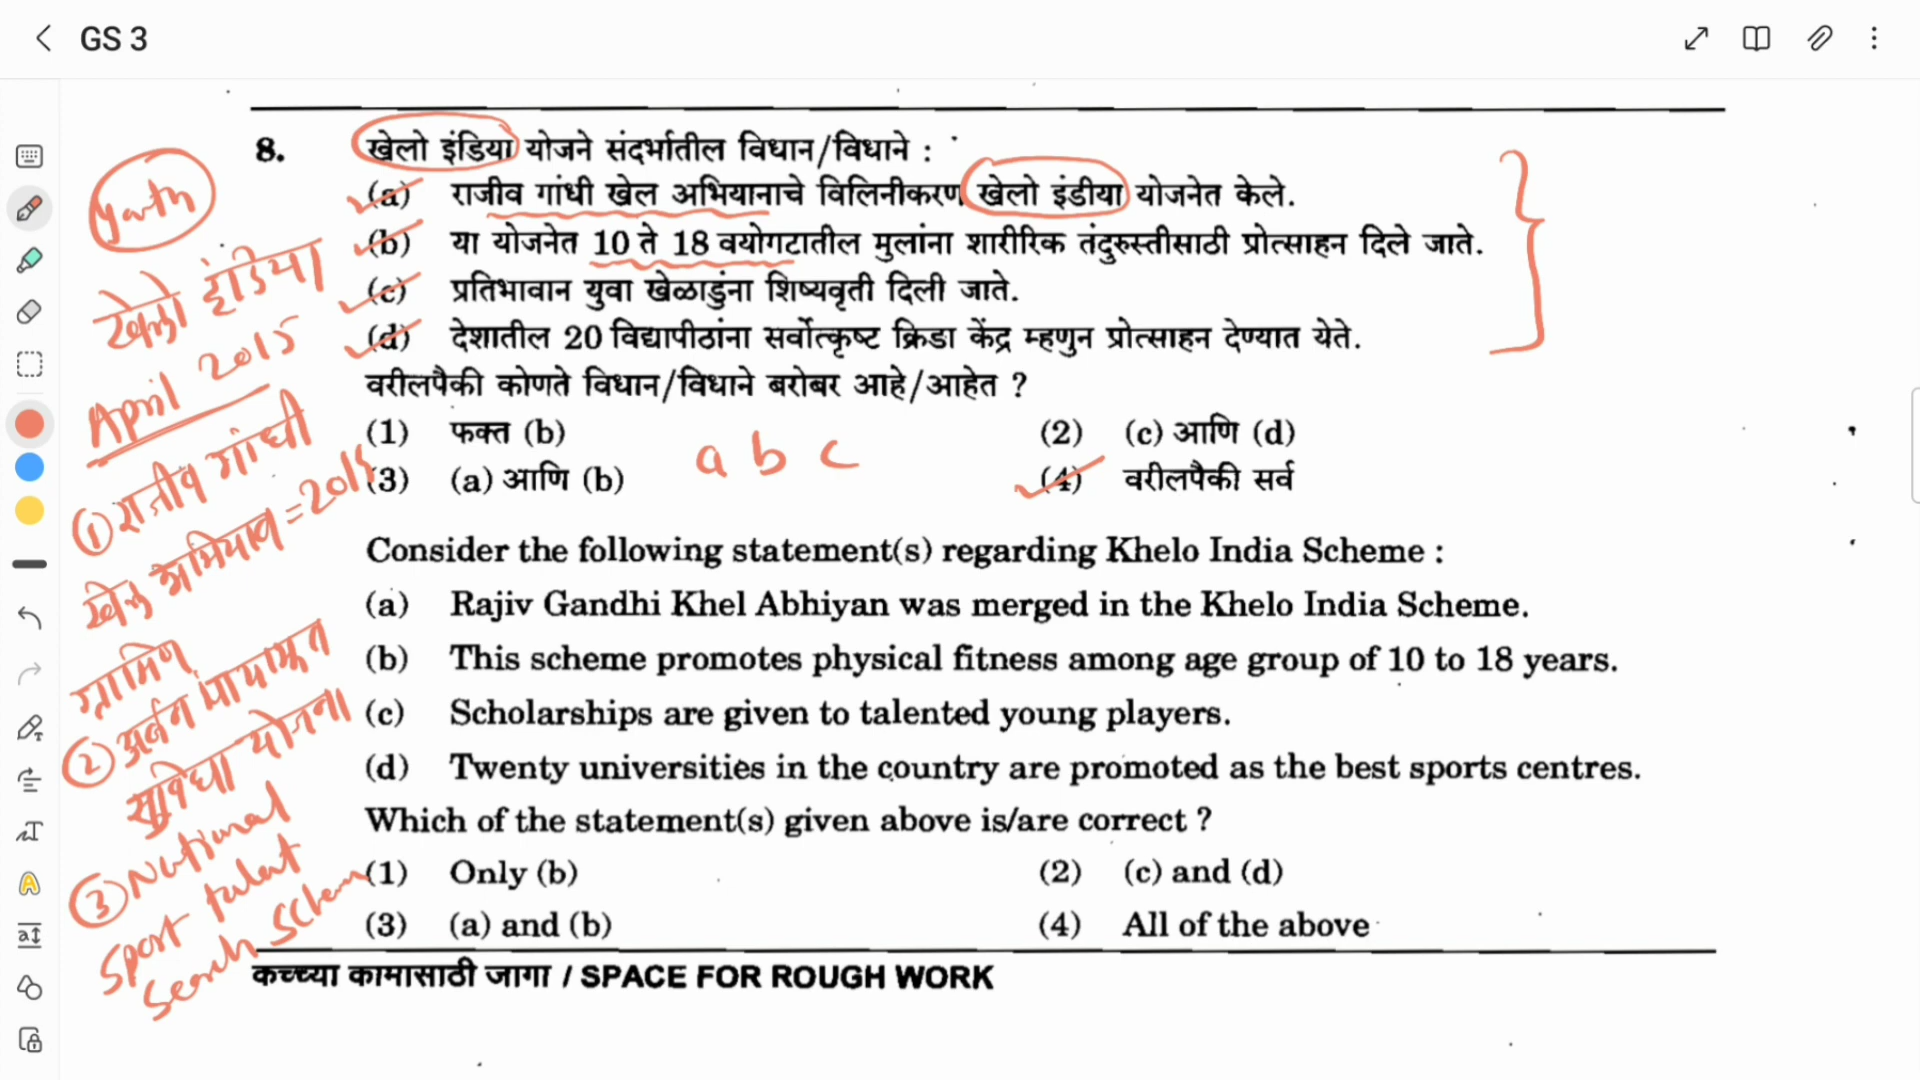 GS 3
8. खेलो इंडिया योजने संदर्भातील विधान/विधाने :
(a) राजीव गांधी खेल अभियानाचे विलिनीकरण खेलो इंडीया योजनेत केले.
(b) या योजनेत 10 ते 18 वयोगटातील मुलांना शारीरिक तंदुरुस्तीसाठी प्रोत्साहन दिले जाते.
(c) प्रतिभावान युवा खेळाडुंना शिष्यवृती दिली जाते.
(d) देशातील 20 विद्यापीठांना सर्वोत्कृष्ट क्रिडा केंद्र म्हणुन प्रोत्साहन देण्यात येते.
वरीलपैकी कोणते विधान/विधाने बरोबर आहे/आहेत ?
(1) फक्त (b) (2) (c) आणि (d)
a b c
(3) (a) आणि (b) (4) वरीलपैकी सर्व
Consider the following statement(s) regarding Khelo India Scheme :
(a) Rajiv Gandhi Khel Abhiyan was merged in the Khelo India Scheme.
(b) This scheme promotes physical fitness among age group of 10 to 18 years.
(c) Scholarships are given to talented young players.
(d) Twenty universities in the country are promoted as the best sports centres.
Which of the statement(s) given above is/are correct ?
(1) Only (b) (2) (c) and (d)
(3) (a) and (b) (4) All of the above
कच्च्या कामासाठी जागा / SPACE FOR ROUGH WORK
खेलो इंडिया
April 2015
① राजीव गांधी
खेल अभियान =
ग्रामिण
② अर्बन
सुविधा योजना
③ National
Sport talent
Search Schem